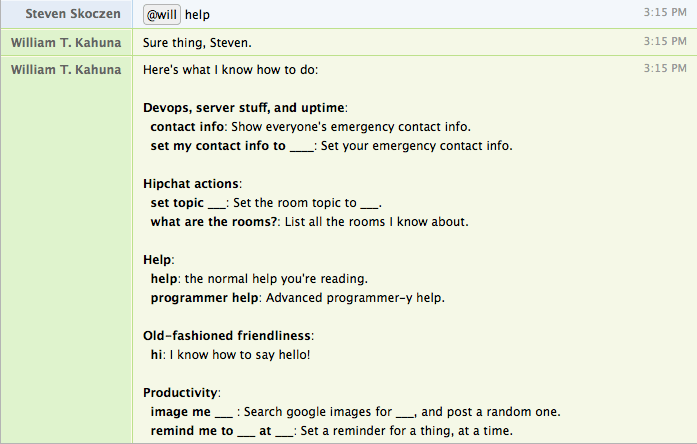 Steven Skoczen @will help 3:15 PM
William T. Kahuna Sure thing, Steven. 3:15 PM
William T. Kahuna Here's what I know how to do: 3:15 PM
Devops, server stuff, and uptime:
contact info: Show everyone's emergency contact info.
set my contact info to ____: Set your emergency contact info.
Hipchat actions:
set topic ___: Set the room topic to ___.
what are the rooms?: List all the rooms I know about.
Help:
help: the normal help you're reading.
programmer help: Advanced programmer-y help.
Old-fashioned friendliness:
hi: I know how to say hello!
Productivity:
image me ___ : Search google images for ___, and post a random one.
remind me to ___ at ___: Set a reminder for a thing, at a time.